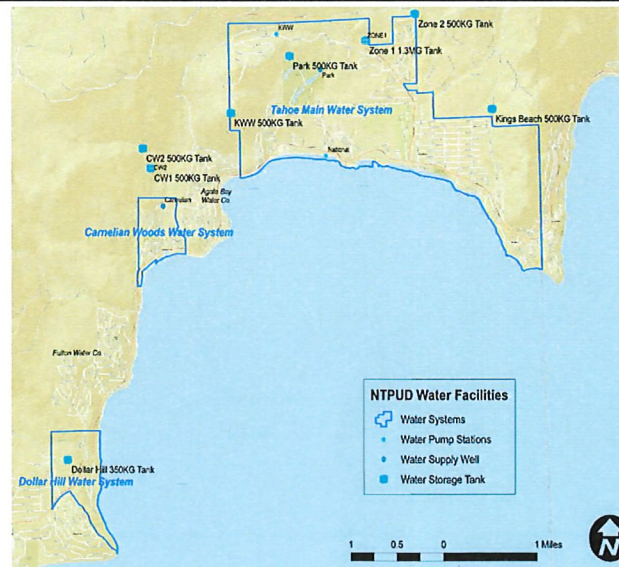 Zone 2 500KG Tank
KWW
ZONE1
Zone 1 1.3MG Tank
Park 500KG Tank
Park
Tahoe Main Water System
KWW 500KG Tank
Kings Beach 500KG Tank
National
CW2 500KG Tank
CW2
CW1 500KG Tank
Agate Bay
Water Co.
Carnelian
Carnelian Woods Water System
Fulton Water Co.
NTPUD Water Facilities
Water Systems
Water Pump Stations
Water Supply Well
Water Storage Tank
Dollar Hill 350KG Tank
Dollar Hill Water System
1 0.5 0 1 Miles
N